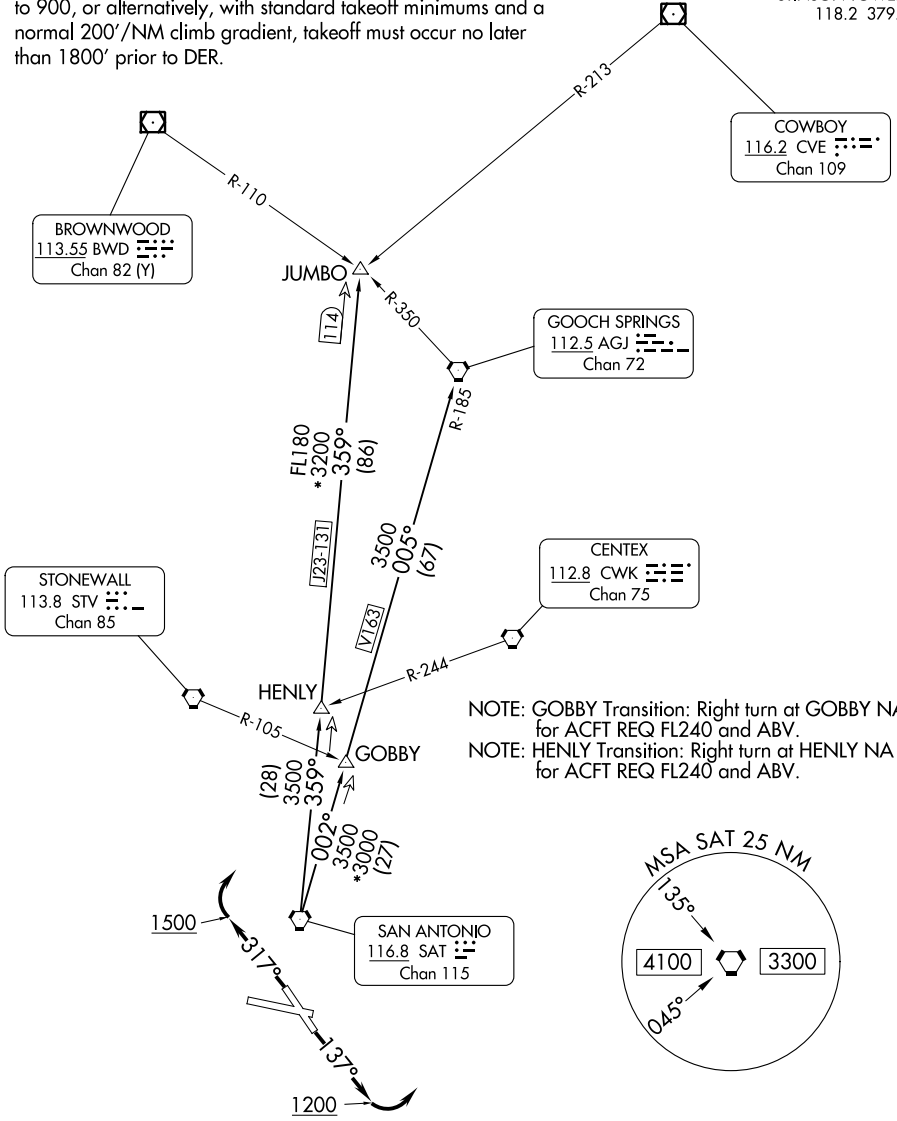 to 900, or alternatively, with standard takeoff minimums and a
normal 200'/NM climb gradient, takeoff must occur no later
than 1800' prior to DER.
118.2 379.
R-213
COWBOY
116.2 CVE
Chan 109
R-110
BROWNWOOD
113.55 BWD
Chan 82 (Y)
JUMBO
114
R-350
GOOCH SPRINGS
112.5 AGJ
Chan 72
R-185
FL180
*3200
359°
(86)
J23-131
3500
005°
(67)
V163
CENTEX
112.8 CWK
Chan 75
STONEWALL
113.8 STV
Chan 85
R-244
HENLY
R-105
GOBBY
NOTE: GOBBY Transition: Right turn at GOBBY NA
for ACFT REQ FL240 and ABV.
NOTE: HENLY Transition: Right turn at HENLY NA
for ACFT REQ FL240 and ABV.
(28)
3500
359°
002°
3500
*3000
(27)
MSA SAT 25 NM
135°
4100
3300
045°
1500
317°
SAN ANTONIO
116.8 SAT
Chan 115
137°
1200